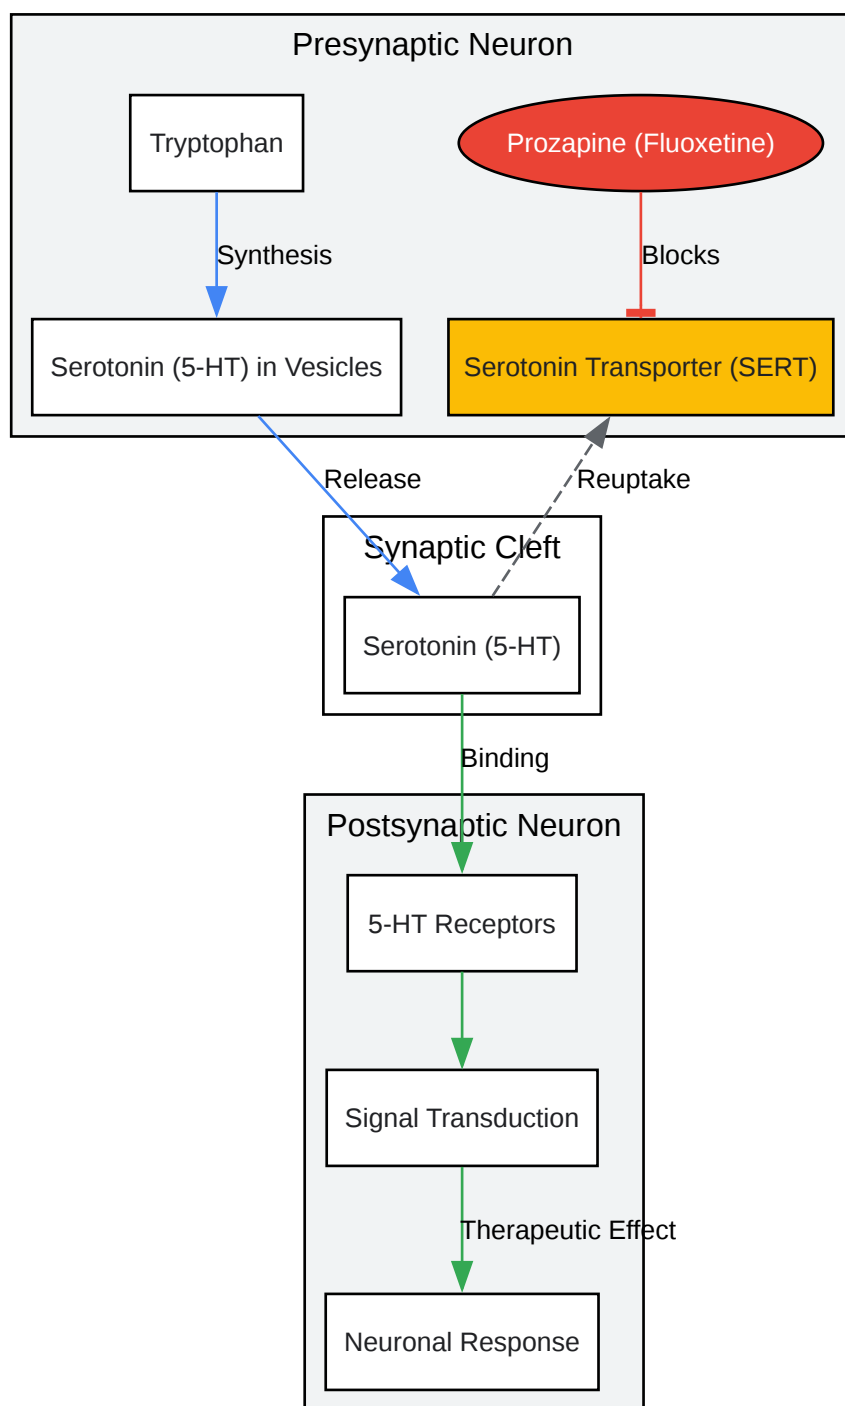 Presynaptic Neuron
Tryptophan
Prozapine (Fluoxetine)
Synthesis
Blocks
Serotonin (5-HT) in Vesicles
Serotonin Transporter (SERT)
Release
Reuptake
Synaptic Cleft
Serotonin (5-HT)
Binding
Postsynaptic Neuron
5-HT Receptors
Signal Transduction
Therapeutic Effect
Neuronal Response